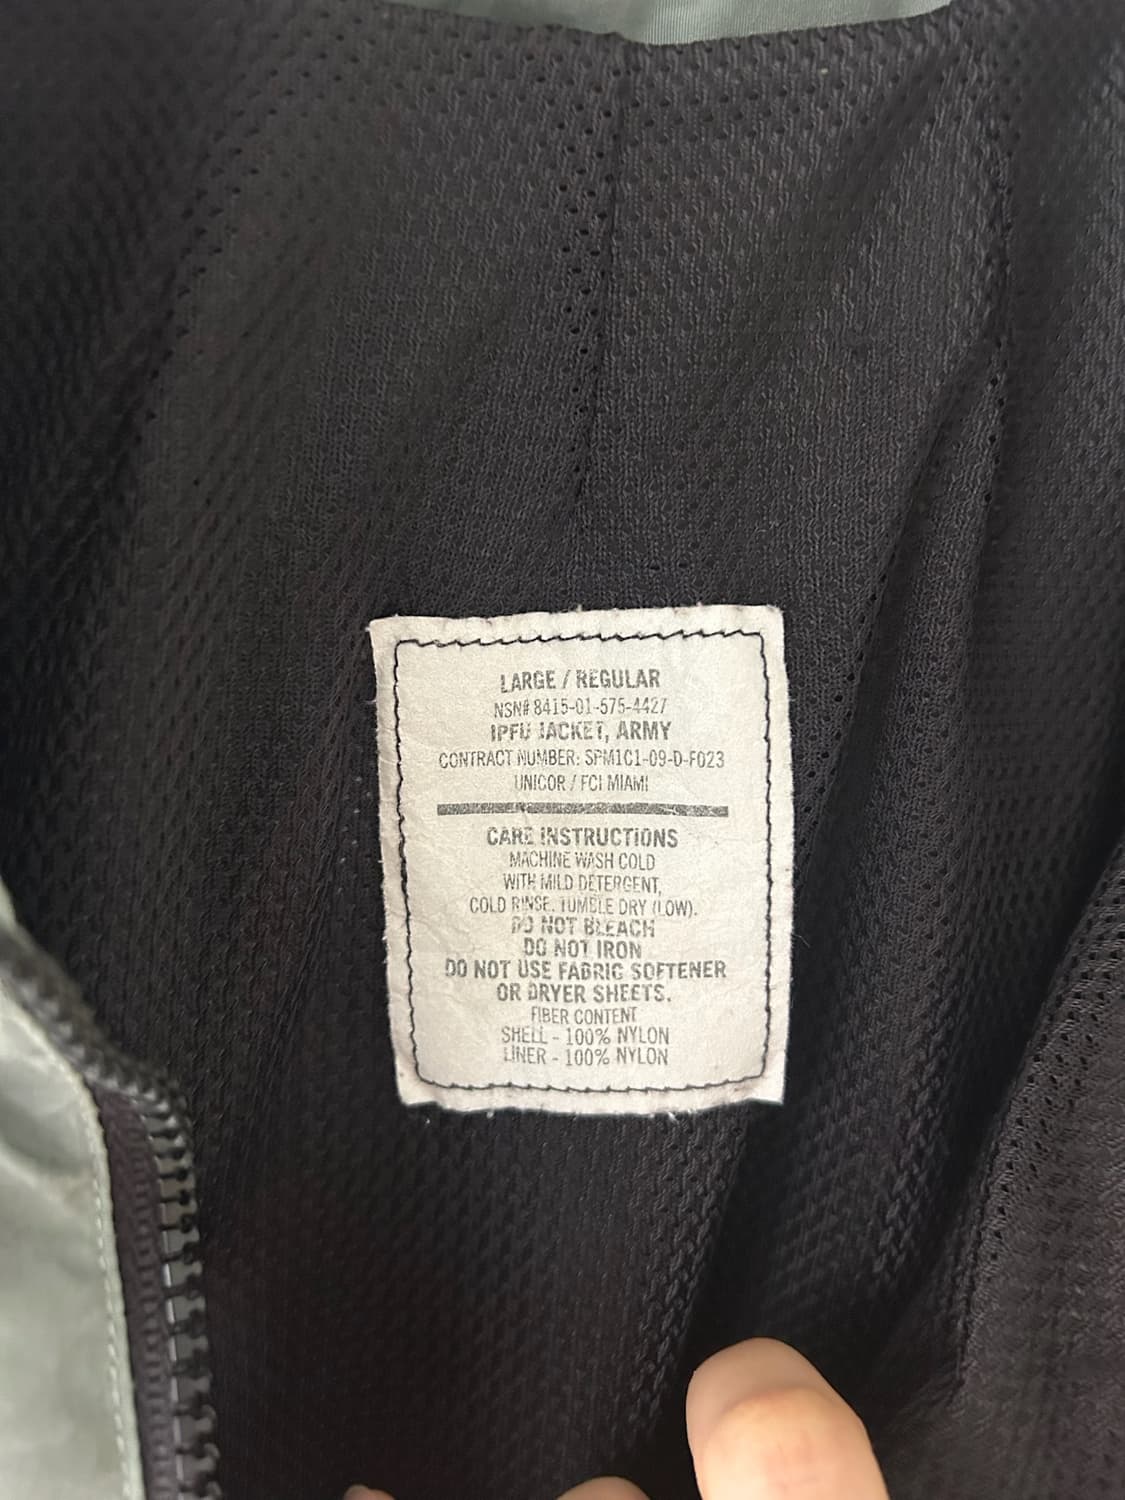 LARGE / REGULAR
NSN# 8415-01-575-4427
IPFU JACKET, ARMY
CONTRACT NUMBER: SPM1C1-09-D-F023
UNICOR / FCI MIAMI
CARE INSTRUCTIONS
MACHINE WASH COLD
WITH MILD DETERGENT,
COLD RINSE. TUMBLE DRY (LOW).
DO NOT BLEACH
DO NOT IRON
DO NOT USE FABRIC SOFTENER
OR DRYER SHEETS.
FIBER CONTENT
SHELL - 100% NYLON
LINER - 100% NYLON